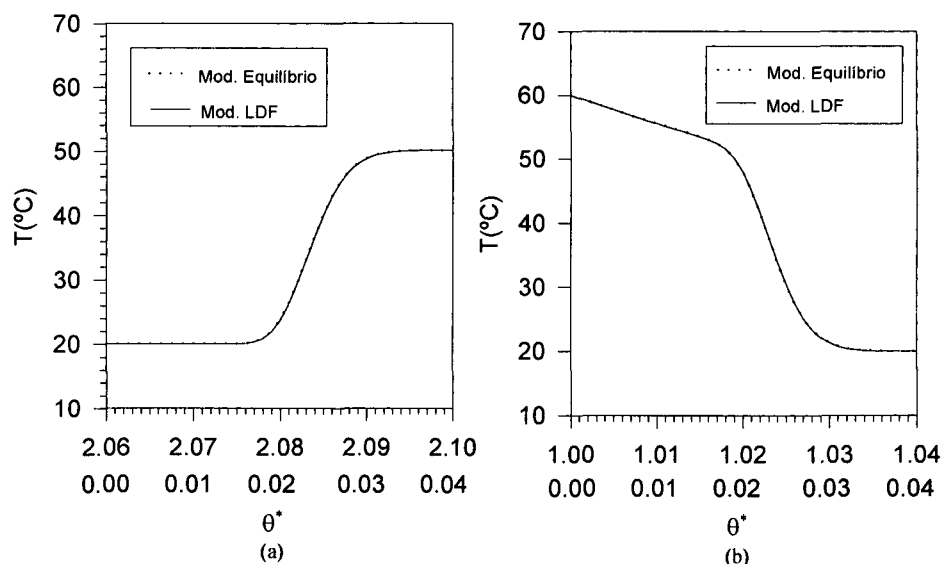 70
60
50
40
30
20
10
T(ºC)
Mod. Equilíbrio
Mod. LDF
2.06 2.07 2.08 2.09 2.10
0.00 0.01 0.02 0.03 0.04
θ*
(a)
70
60
50
40
30
20
10
T(ºC)
Mod. Equilíbrio
Mod. LDF
1.00 1.01 1.02 1.03 1.04
0.00 0.01 0.02 0.03 0.04
θ*
(b)